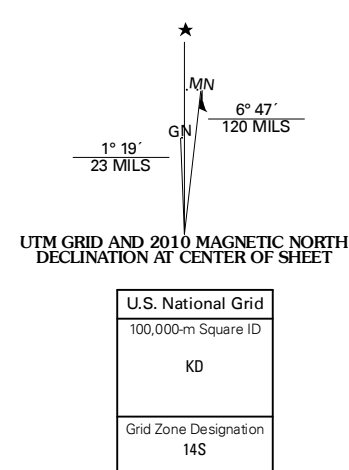 MN
6° 47´
120 MILS
GN
1° 19´
23 MILS
UTM GRID AND 2010 MAGNETIC NORTH
DECLINATION AT CENTER OF SHEET
U.S. National Grid
100,000-m Square ID
KD
Grid Zone Designation
14S